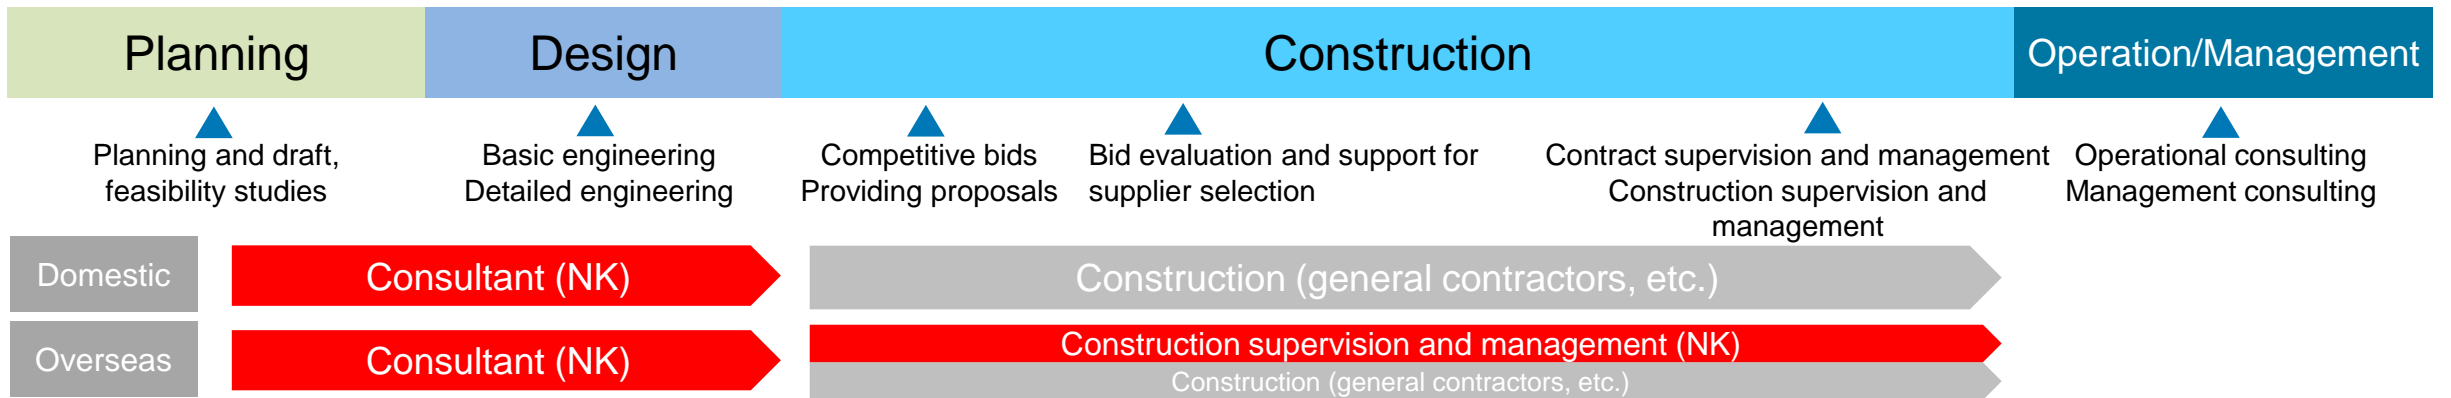 Planning
Design
Construction
Operation/Management
Planning and draft,
feasibility studies
Basic engineering
Detailed engineering
Competitive bids
Providing proposals
Bid evaluation and support for
supplier selection
Contract supervision and management
Construction supervision and
management
Operational consulting
Management consulting
Domestic
Consultant (NK)
Construction (general contractors, etc.)
Overseas
Consultant (NK)
Construction supervision and management (NK)
Construction (general contractors, etc.)